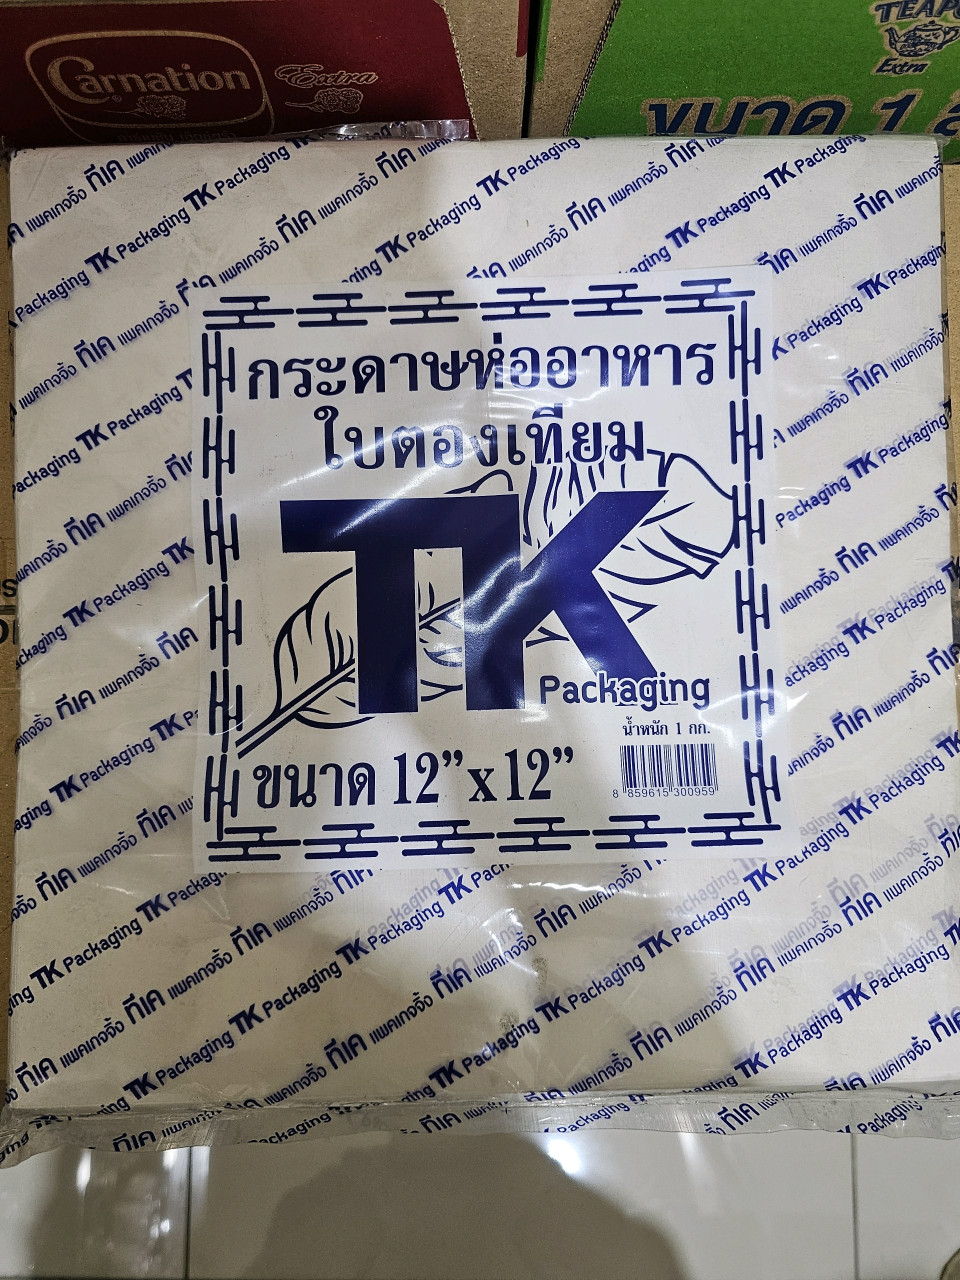 Carnation
Extra
Extra
ขนาด 1
กระดาษห่ออาหาร
ใบตองเทียม
TK
Packaging
น้ำหนัก 1 กก.
8 859615 300959
ขนาด 12” x 12”
ทีเค แพคเกจจิ้ง TK Packaging